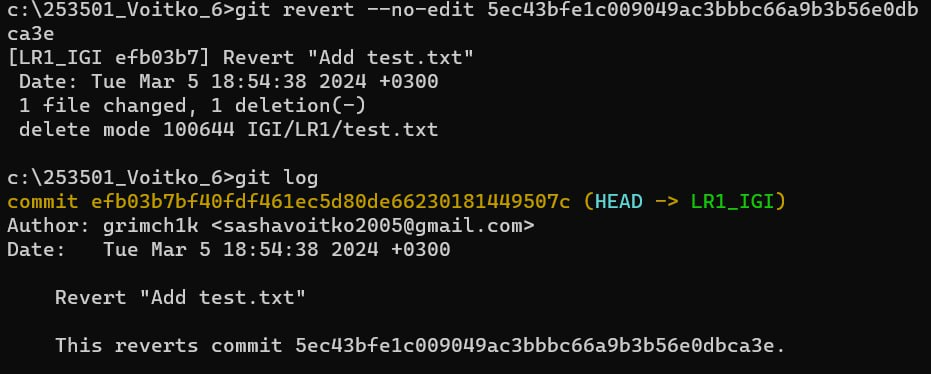 c:\253501_Voitko_6>git revert --no-edit 5ec43bfe1c009049ac3bbbc66a9b3b56e0db
ca3e
[LR1_IGI efb03b7] Revert "Add test.txt"
 Date: Tue Mar 5 18:54:38 2024 +0300
 1 file changed, 1 deletion(-)
 delete mode 100644 IGI/LR1/test.txt

c:\253501_Voitko_6>git log
commit efb03b7bf40fdf461ec5d80de66230181449507c (HEAD -> LR1_IGI)
Author: grimch1k <sashavoitko2005@gmail.com>
Date:   Tue Mar 5 18:54:38 2024 +0300

    Revert "Add test.txt"

    This reverts commit 5ec43bfe1c009049ac3bbbc66a9b3b56e0dbca3e.